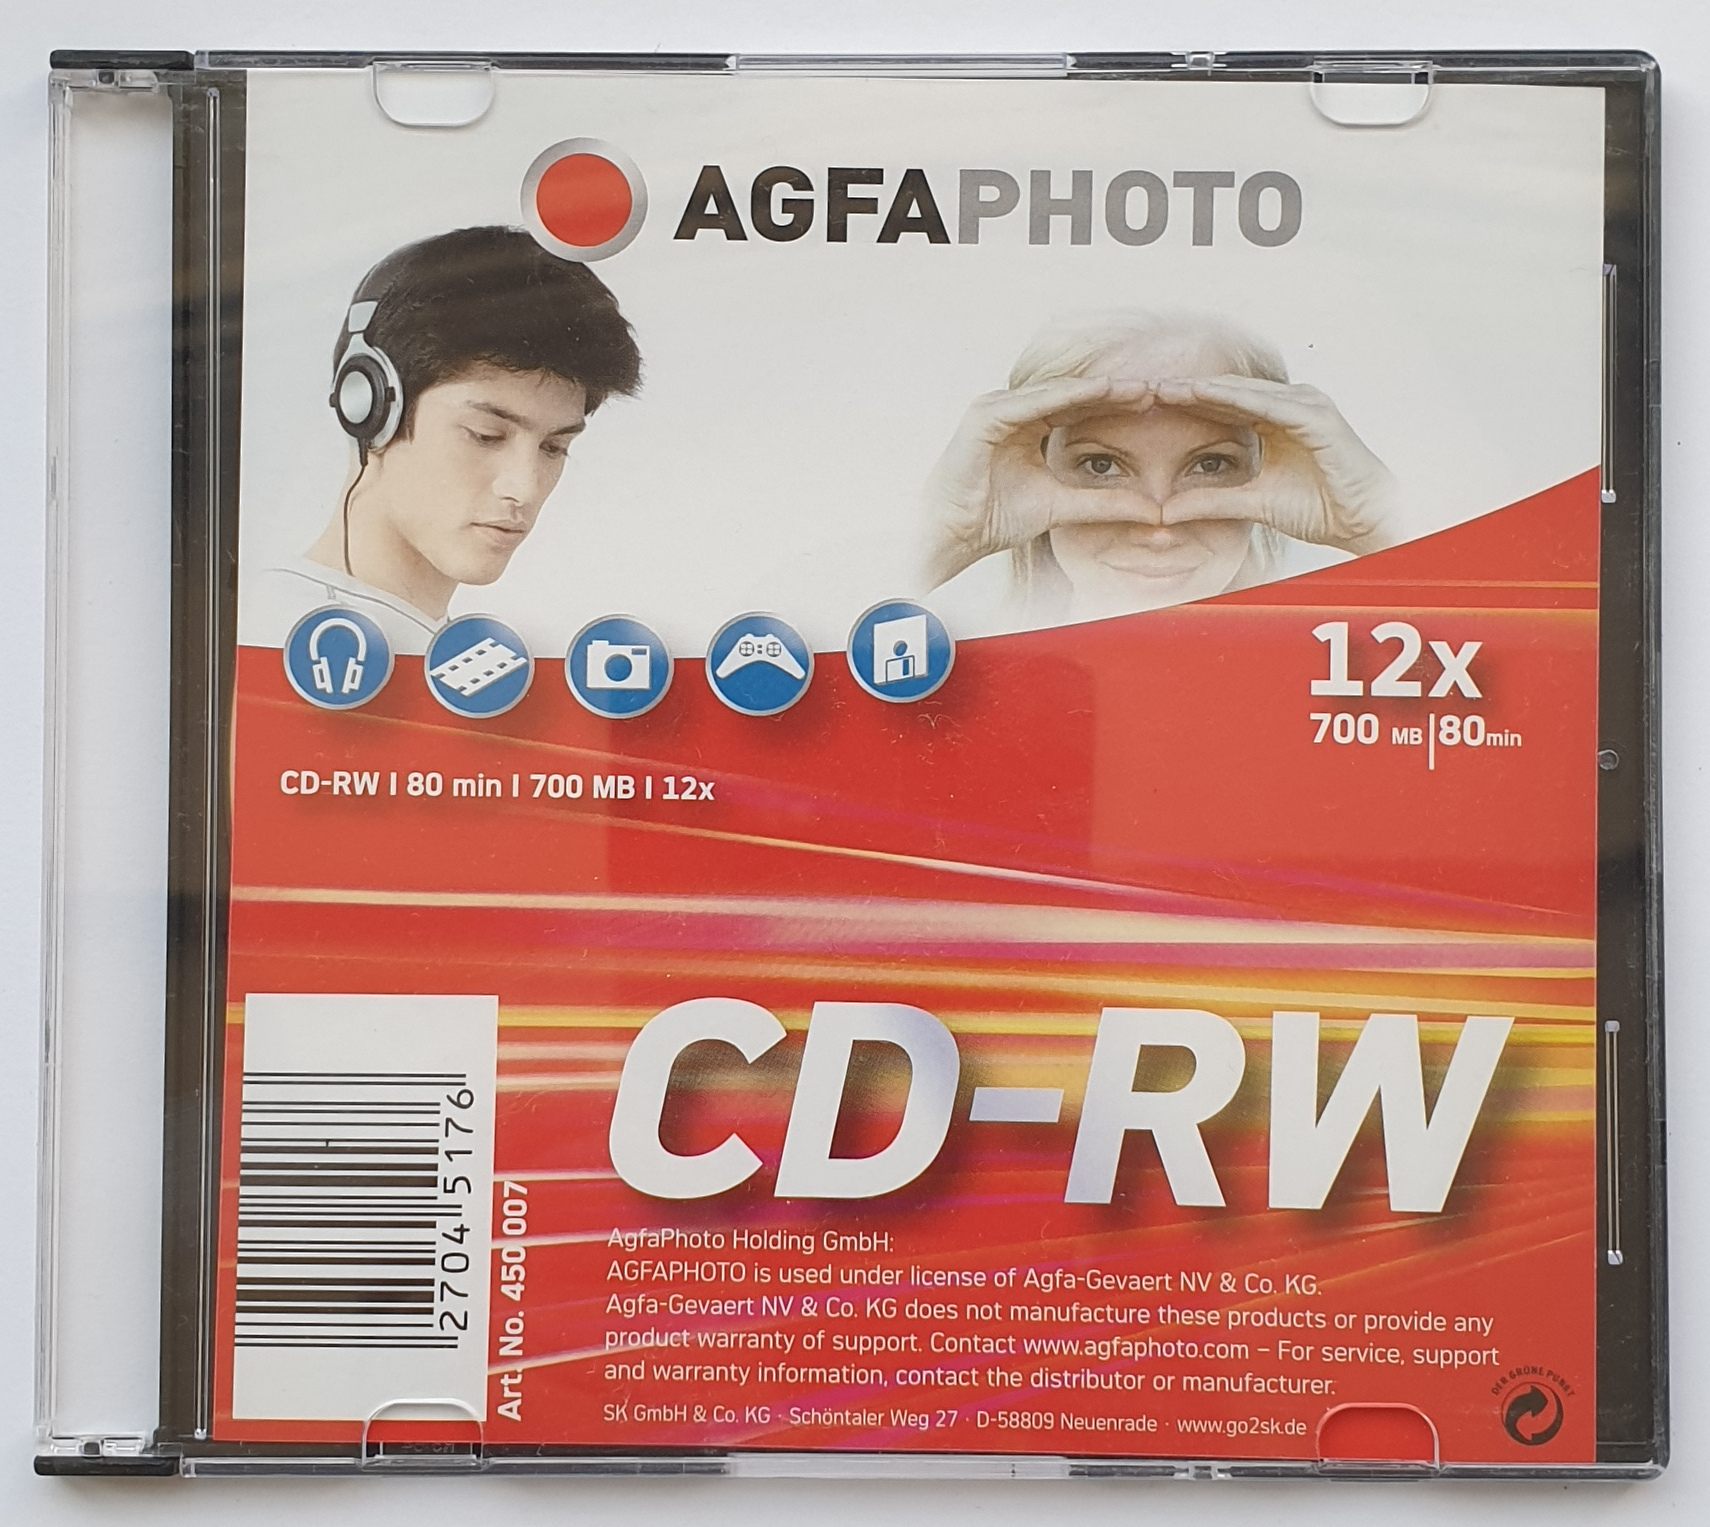 AGFAPHOTO
12x
700 MB|80min
CD-RW | 80 min | 700 MB | 12x
CD-RW
27045176
Art. No. 450 007
AgfaPhoto Holding GmbH:
AGFAPHOTO is used under license of Agfa-Gevaert NV & Co. KG.
Agfa-Gevaert NV & Co. KG does not manufacture these products or provide any
product warranty of support. Contact www.agfaphoto.com – For service, support
and warranty information, contact the distributor or manufacturer.
SK GmbH & Co. KG · Schöntaler Weg 27 · D-58809 Neuenrade · www.go2sk.de
DER GRÜNE PUNKT